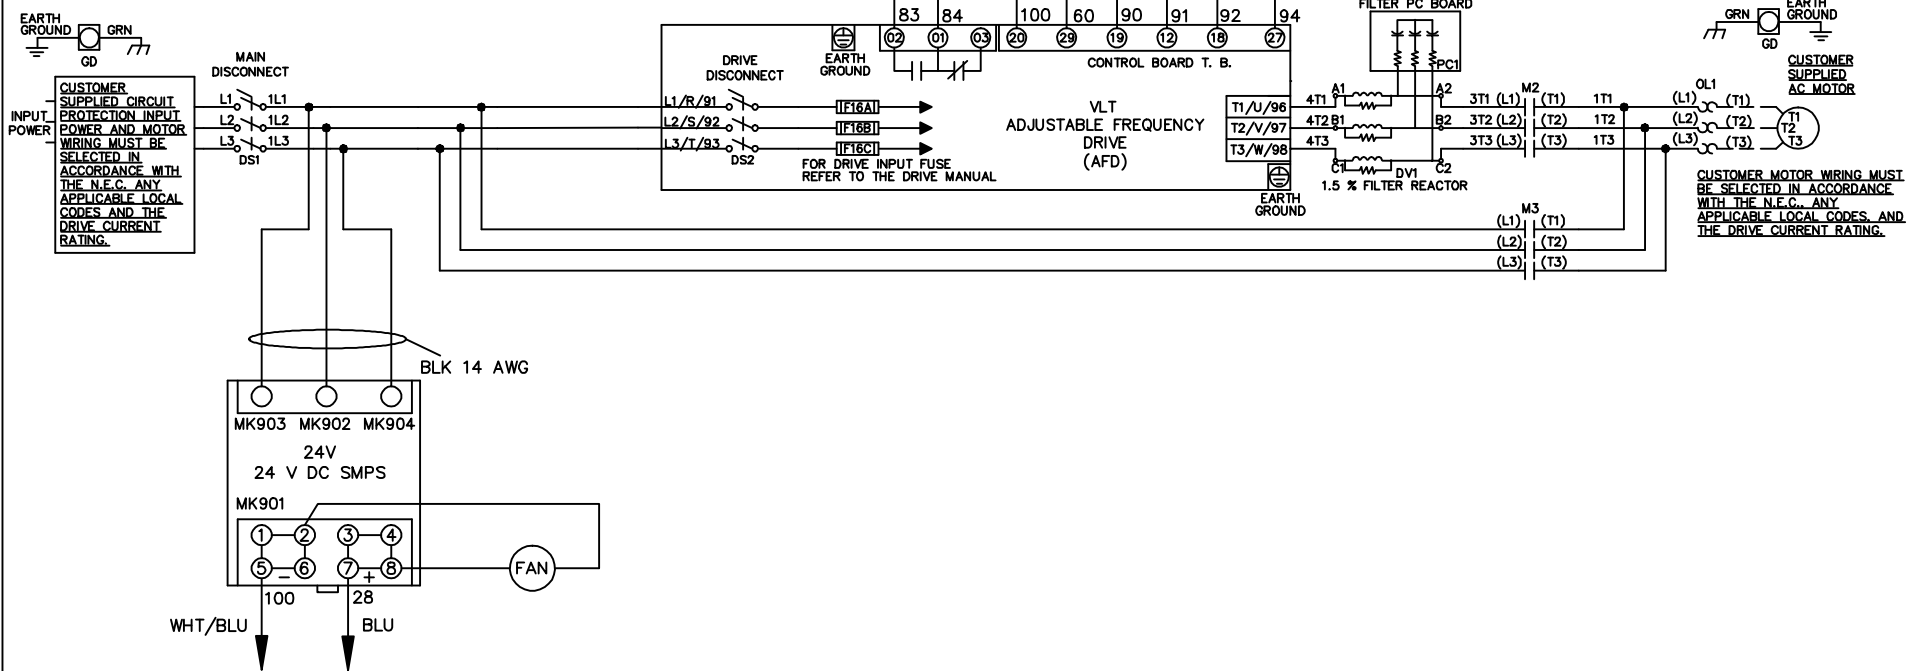 EARTH
GROUND
GRN
GD
MAIN
DISCONNECT
INPUT
POWER
CUSTOMER
SUPPLIED CIRCUIT
PROTECTION INPUT
POWER AND MOTOR
WIRING MUST BE
SELECTED IN
ACCORDANCE WITH
THE N.E.C. ANY
APPLICABLE LOCAL
CODES AND THE
DRIVE CURRENT
RATING.
L1 1L1
L2 1L2
L3 1L3
DS1
83 84 100 60 90 91 92 94
02 01 03 20 29 19 12 18 27
EARTH
GROUND
CONTROL BOARD T. B.
DRIVE
DISCONNECT
L1/R/91
L2/S/92
L3/T/93
DS2
IF16A
IF16B
IF16C
FOR DRIVE INPUT FUSE
REFER TO THE DRIVE MANUAL
VLT
ADJUSTABLE FREQUENCY
DRIVE
(AFD)
T1/U/96
T2/V/97
T3/W/98
EARTH
GROUND
4T1
4T2
4T3
A1 A2
B1 B2
C1 C2
DV1
1.5 % FILTER REACTOR
FILTER PC BOARD
PC1
M2
3T1 (L1) (T1) 1T1
3T2 (L2) (T2) 1T2
3T3 (L3) (T3) 1T3
M3
(L1) (T1)
(L2) (T2)
(L3) (T3)
OL1
(L1) (T1)
(L2) (T2)
(L3) (T3)
T1
T2
T3
GRN
EARTH
GROUND
GD
CUSTOMER
SUPPLIED
AC MOTOR
CUSTOMER MOTOR WIRING MUST
BE SELECTED IN ACCORDANCE
WITH THE N.E.C., ANY
APPLICABLE LOCAL CODES, AND
THE DRIVE CURRENT RATING.
BLK 14 AWG
MK903 MK902 MK904
24V
24 V DC SMPS
MK901
1 2 3 4
5 6 7 8
− +
FAN
100 28
WHT/BLU BLU